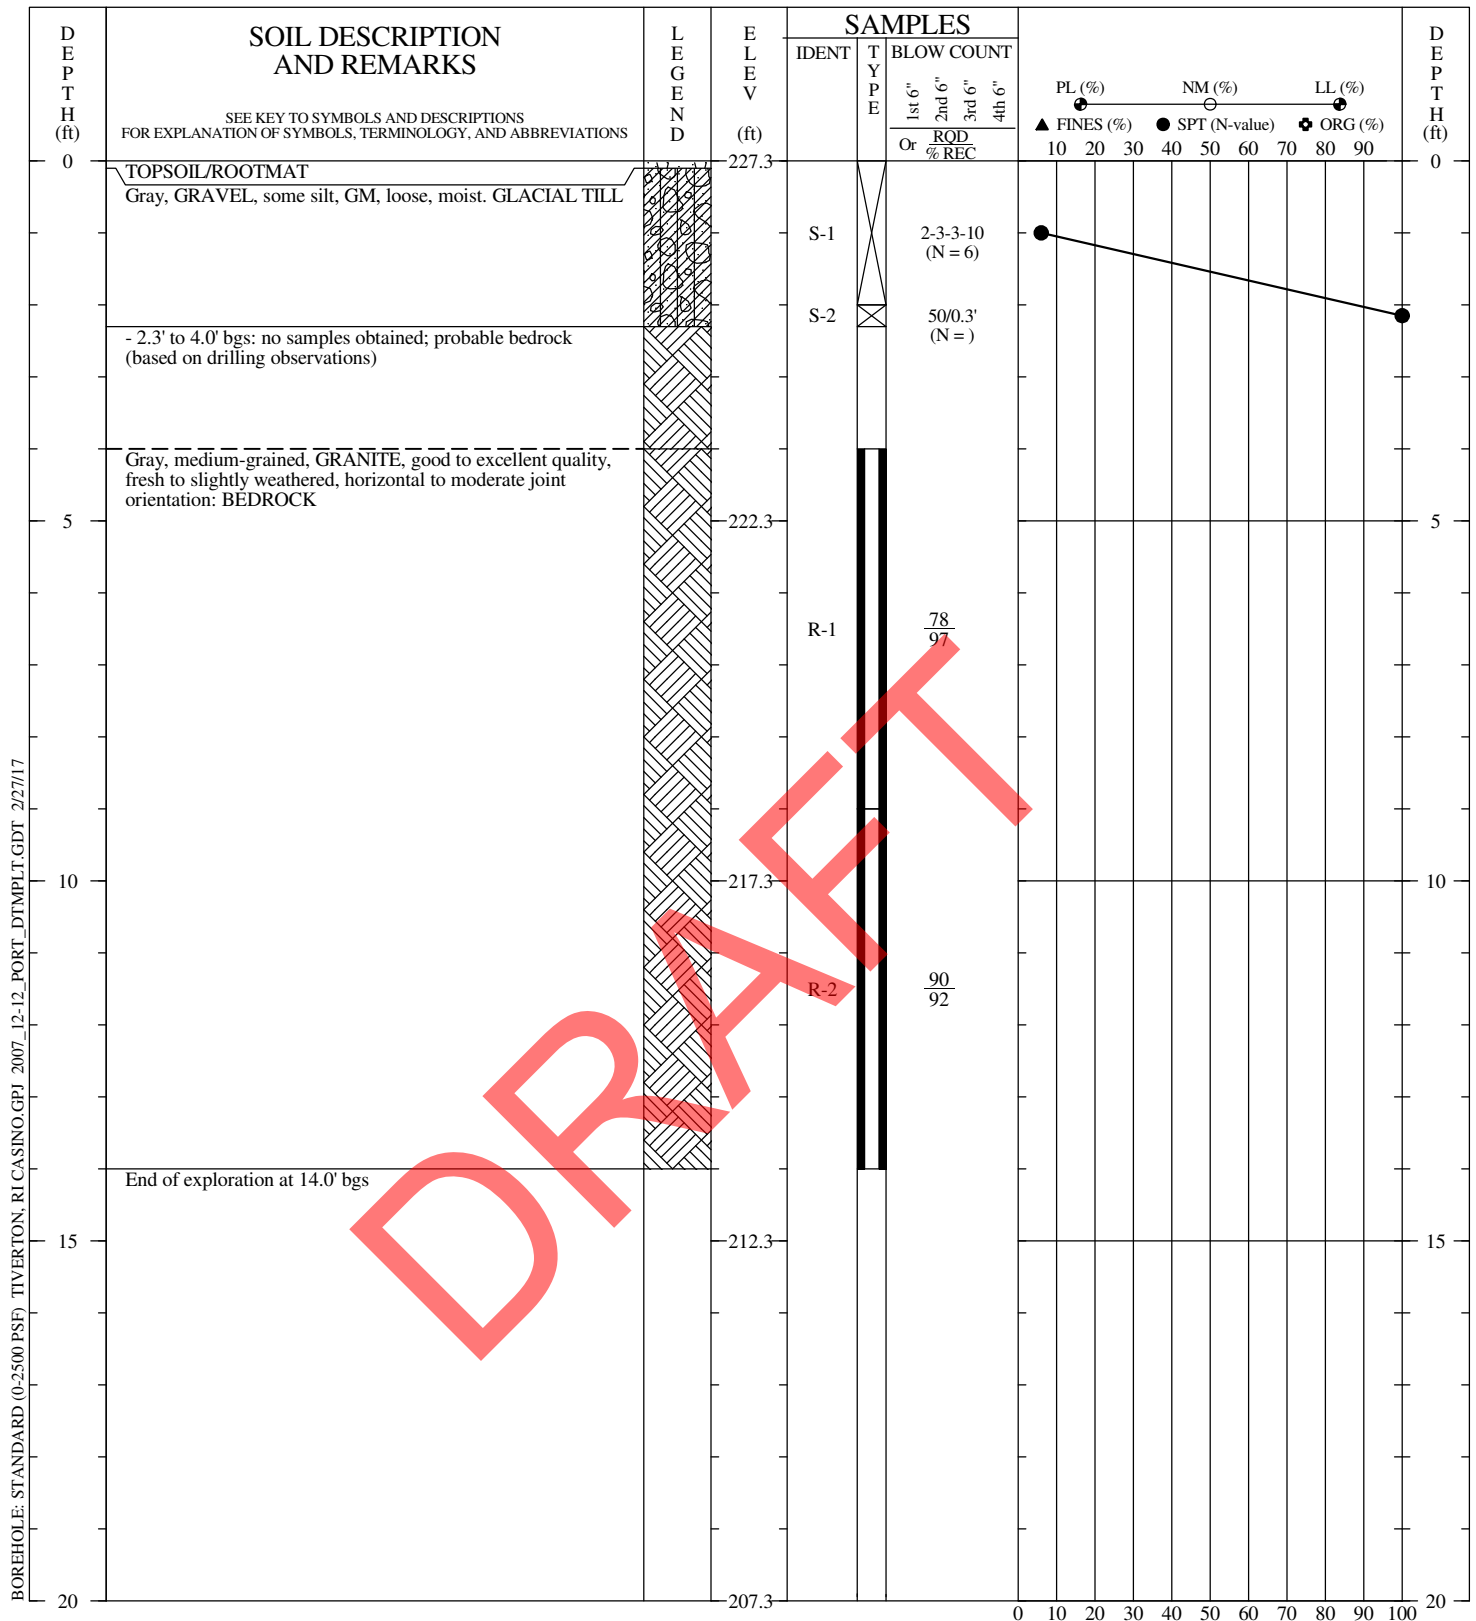 DEPTH
(ft)
SOIL DESCRIPTION
AND REMARKS
SEE KEY TO SYMBOLS AND DESCRIPTIONS
FOR EXPLANATION OF SYMBOLS, TERMINOLOGY, AND ABBREVIATIONS
LEGEND
ELEV
(ft)
SAMPLES
IDENT
TYPE
BLOW COUNT
1st 6"
2nd 6"
3rd 6"
4th 6"
Or RQD
% REC
PL (%) NM (%) LL (%)
FINES (%) SPT (N-value) ORG (%)
10 20 30 40 50 60 70 80 90
DEPTH
(ft)
0 227.3 0
TOPSOIL/ROOTMAT
Gray, GRAVEL, some silt, GM, loose, moist. GLACIAL TILL
S-1 2-3-3-10
(N = 6)
S-2 50/0.3'
(N = )
- 2.3' to 4.0' bgs: no samples obtained; probable bedrock
(based on drilling observations)
Gray, medium-grained, GRANITE, good to excellent quality,
fresh to slightly weathered, horizontal to moderate joint
orientation: BEDROCK
5 222.3 5
R-1 78
97
10 217.3 10
R-2 90
92
End of exploration at 14.0' bgs
15 212.3 15
20 207.3 20
0 10 20 30 40 50 60 70 80 90 100
DRAFT
BOREHOLE: STANDARD (0-2500 PSF) TIVERTON, RI CASINO.GPJ 2007_12-12_PORT_DTMPLT.GDT 2/27/17